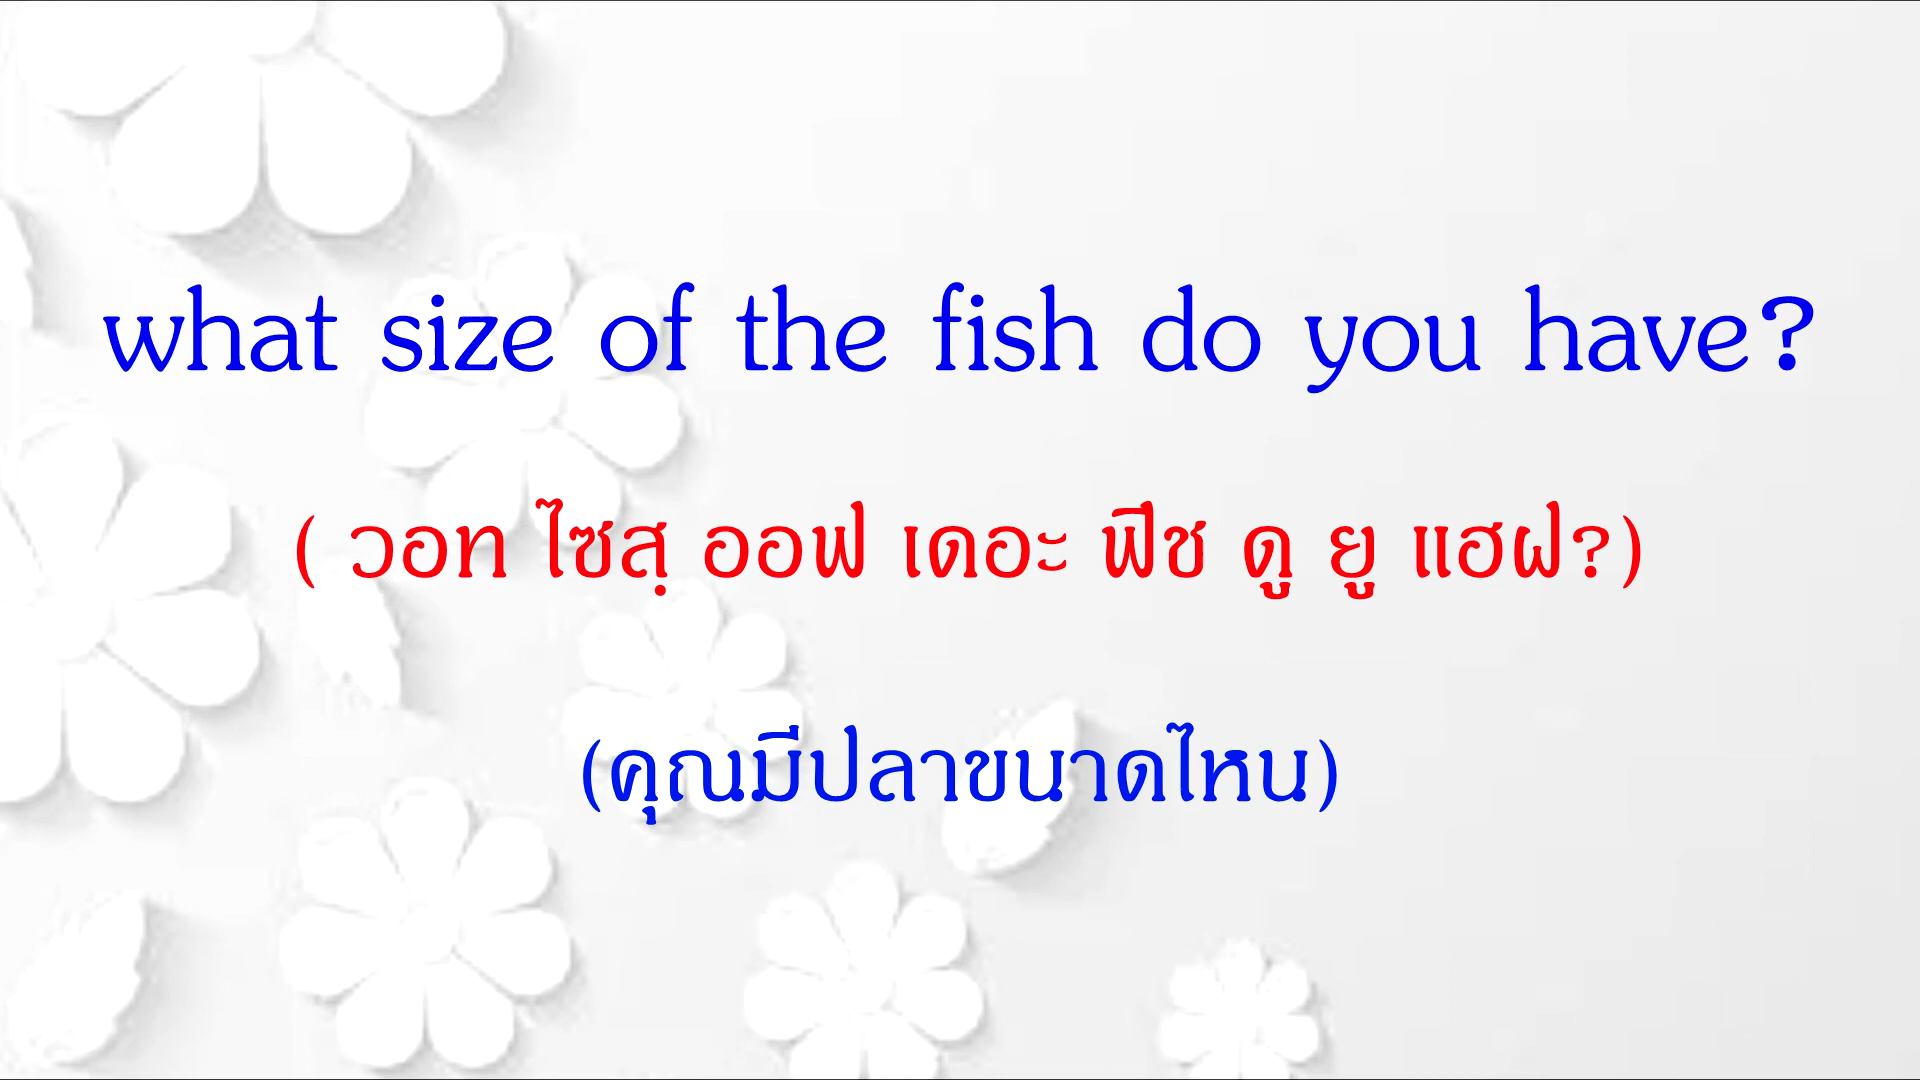 what size of the fish do you have?
( วอท ไซสฺ ออฟ เดอะ ฟิช ดู ยู แฮฝ?)
(คุณมีปลาขนาดไหน)